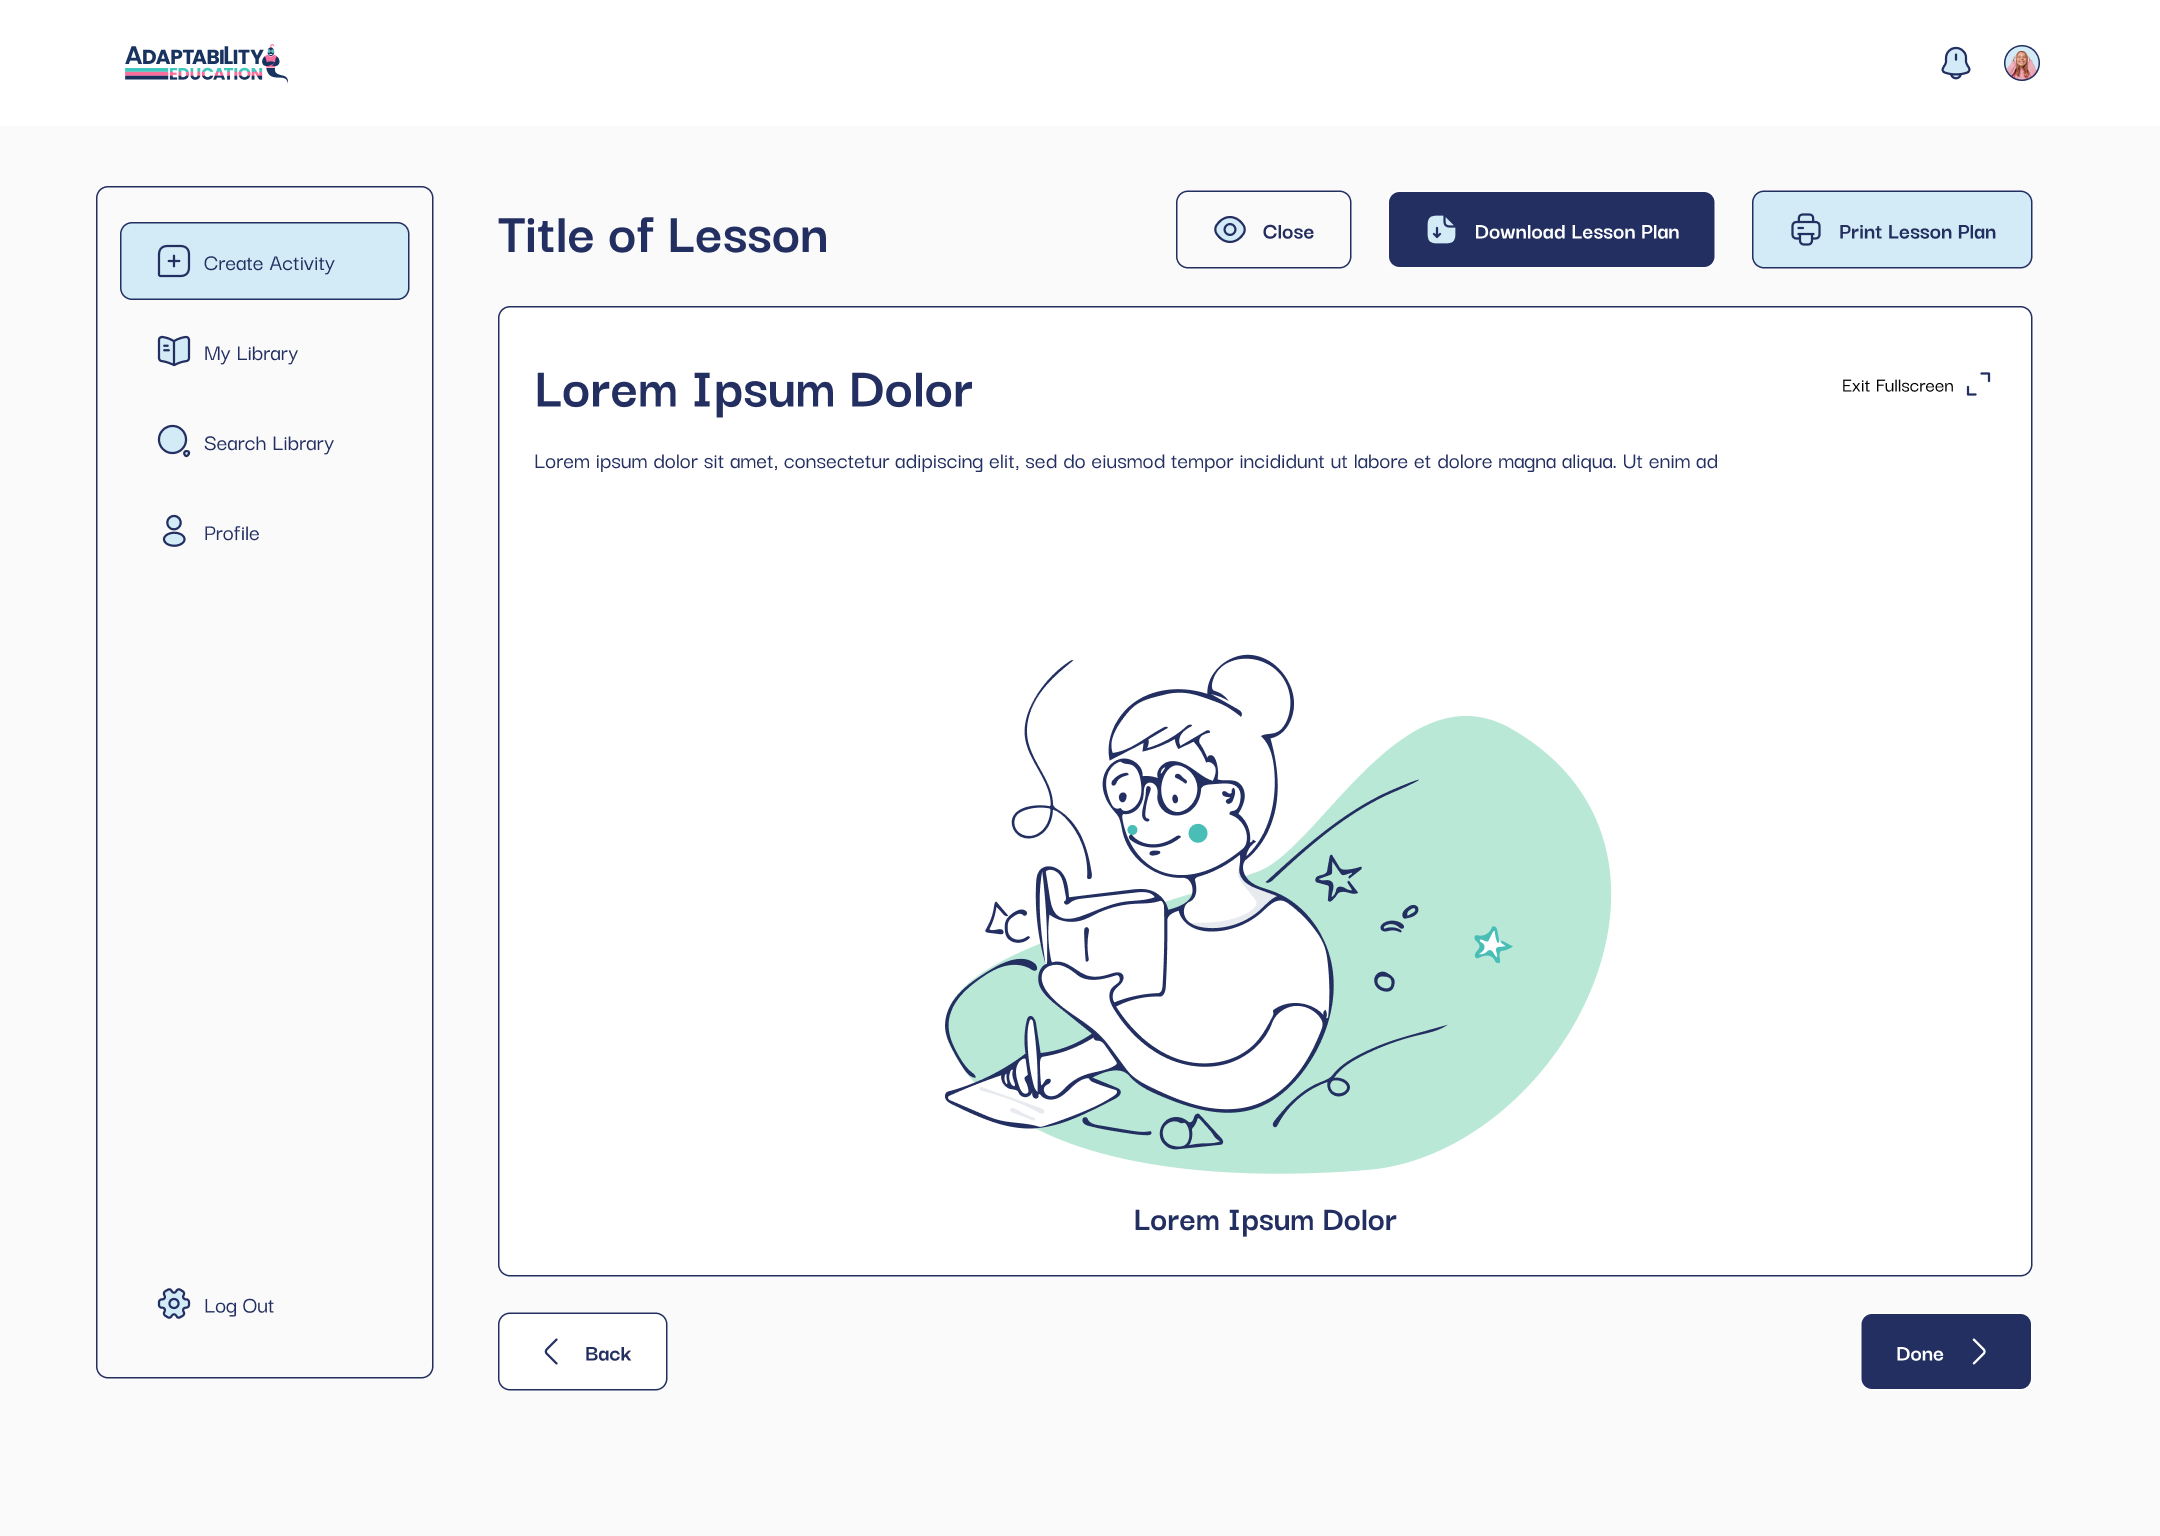 ADAPTABILITY
EDUCATION
Create Activity
My Library
Search Library
Profile
Log Out
Title of Lesson
Close
Download Lesson Plan
Print Lesson Plan
Lorem Ipsum Dolor
Exit Fullscreen
Lorem ipsum dolor sit amet, consectetur adipiscing elit, sed do eiusmod tempor incididunt ut labore et dolore magna aliqua. Ut enim ad
Lorem Ipsum Dolor
Back
Done